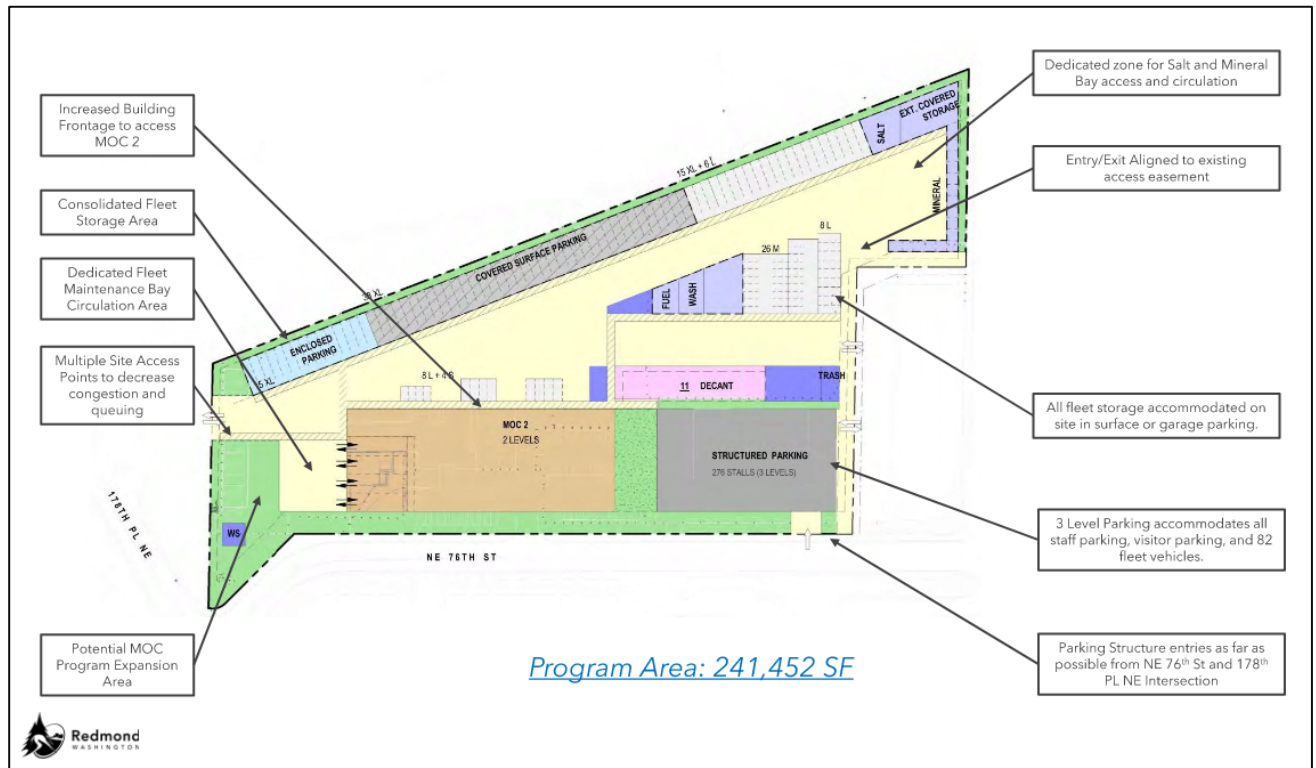 Increased Building
Frontage to access
MOC 2
Consolidated Fleet
Storage Area
Dedicated Fleet
Maintenance Bay
Circulation Area
Multiple Site Access
Points to decrease
congestion and
queuing
Potential MOC
Program Expansion
Area
Dedicated zone for Salt and Mineral
Bay access and circulation
Entry/Exit Aligned to existing
access easement
All fleet storage accommodated on
site in surface or garage parking.
3 Level Parking accommodates all
staff parking, visitor parking, and 82
fleet vehicles.
Parking Structure entries as far as
possible from NE 76th St and 178th
PL NE Intersection
EXT. COVERED
STORAGE
SALT
MINERAL
15 XL + 6 L
COVERED SURFACE PARKING
ENCLOSED
PARKING
5 XL
8 L
26 M
FUEL
WASH
8 L + 4 S
11 DECANT
TRASH
MOC 2
2 LEVELS
STRUCTURED PARKING
276 STALLS (3 LEVELS)
WS
178TH PL NE
NE 76TH ST
Program Area: 241,452 SF
Redmond
WASHINGTON